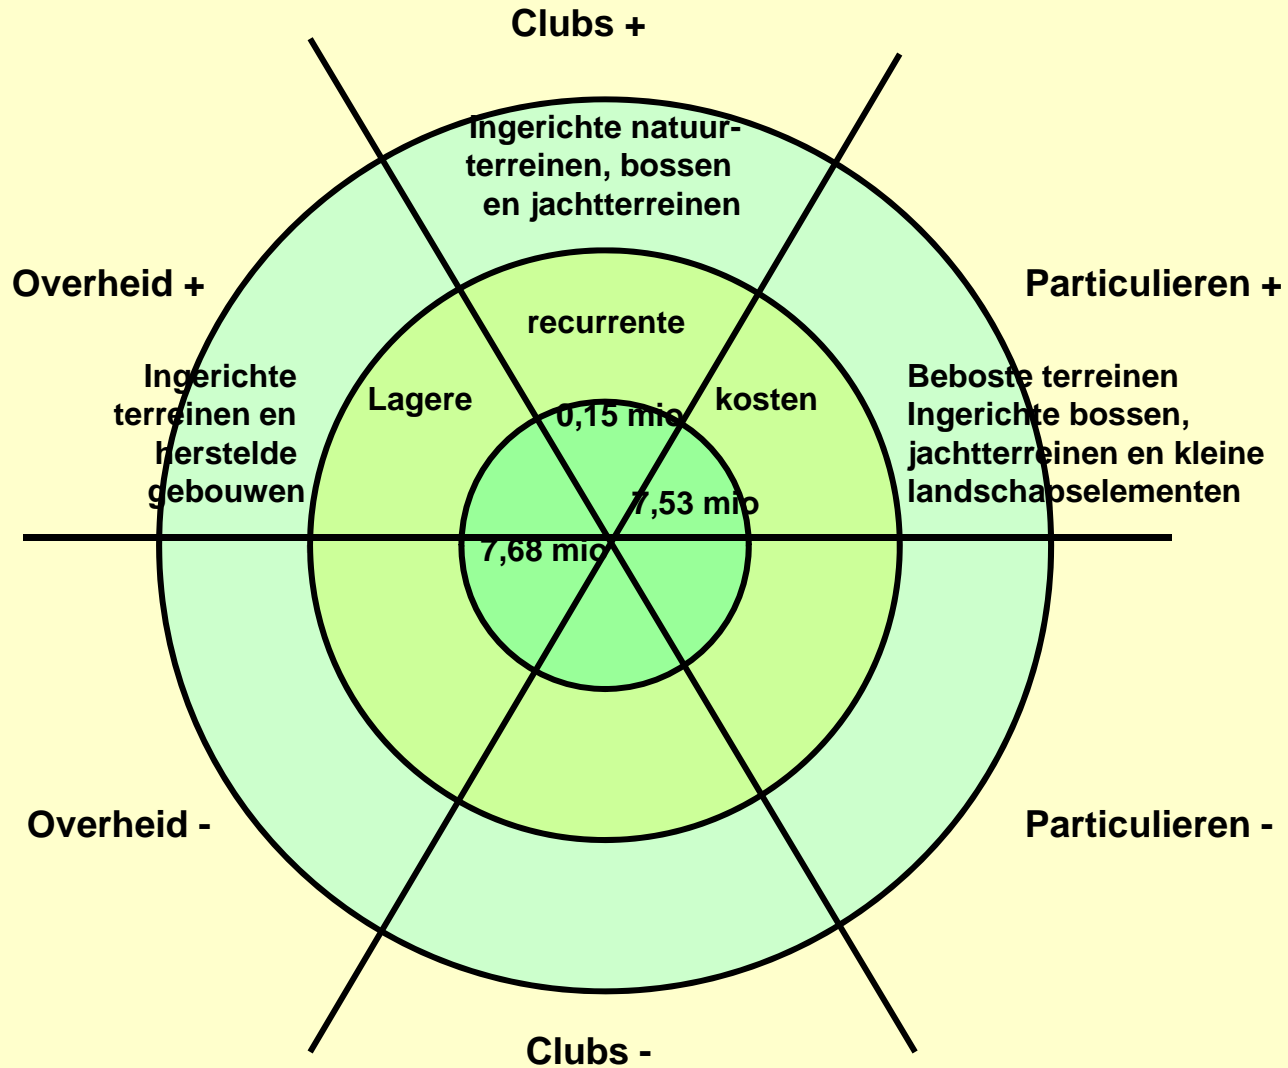 Clubs +
Ingerichte natuur-
terreinen, bossen
en jachtterreinen
Overheid +
Particulieren +
recurrente
Ingerichte
terreinen en
herstelde
gebouwen
Lagere
kosten
Beboste terreinen
Ingerichte bossen,
jachtterreinen en kleine
landschapselementen
0,15 mio
7,53 mio
7,68 mio
Overheid -
Particulieren -
Clubs -